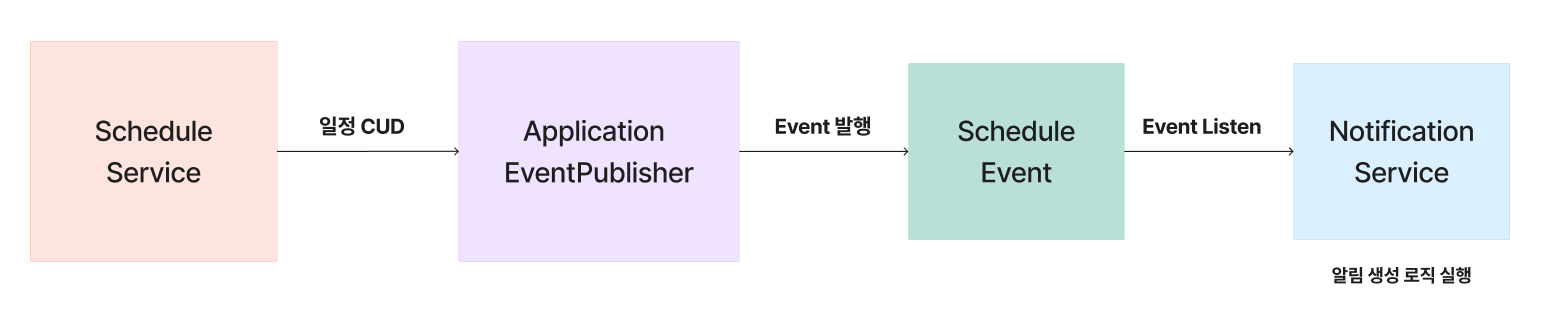 Schedule
Service
일정 CUD
Application
EventPublisher
Event 발행
Schedule
Event
Event Listen
Notification
Service
알림 생성 로직 실행